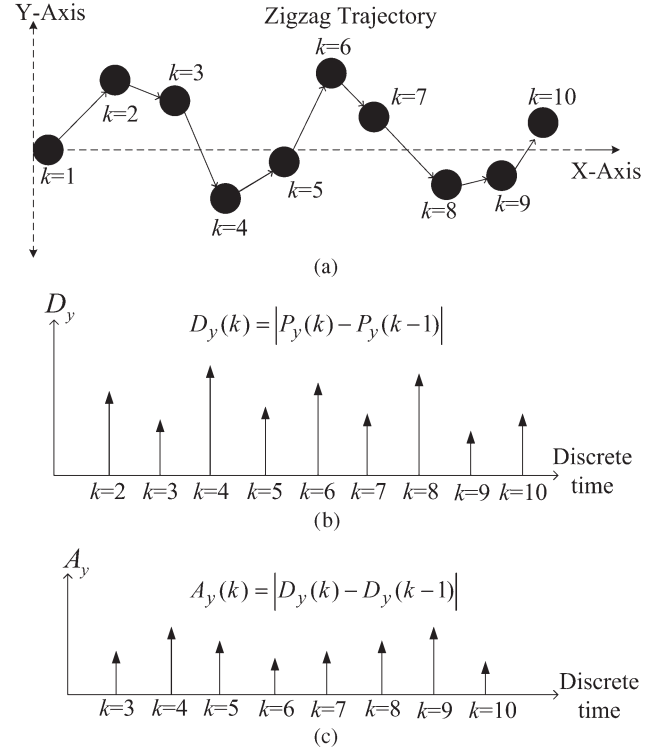 Y-Axis
Zigzag Trajectory
k=6
k=3
k=7
k=10
k=2
k=1
k=5
X-Axis
k=4
k=8
k=9
(a)
D_y
D_y(k) = |P_y(k) − P_y(k−1)|
Discrete
time
k=2 k=3 k=4 k=5 k=6 k=7 k=8 k=9 k=10
(b)
A_y
A_y(k) = |D_y(k) − D_y(k−1)|
Discrete
time
k=3 k=4 k=5 k=6 k=7 k=8 k=9 k=10
(c)